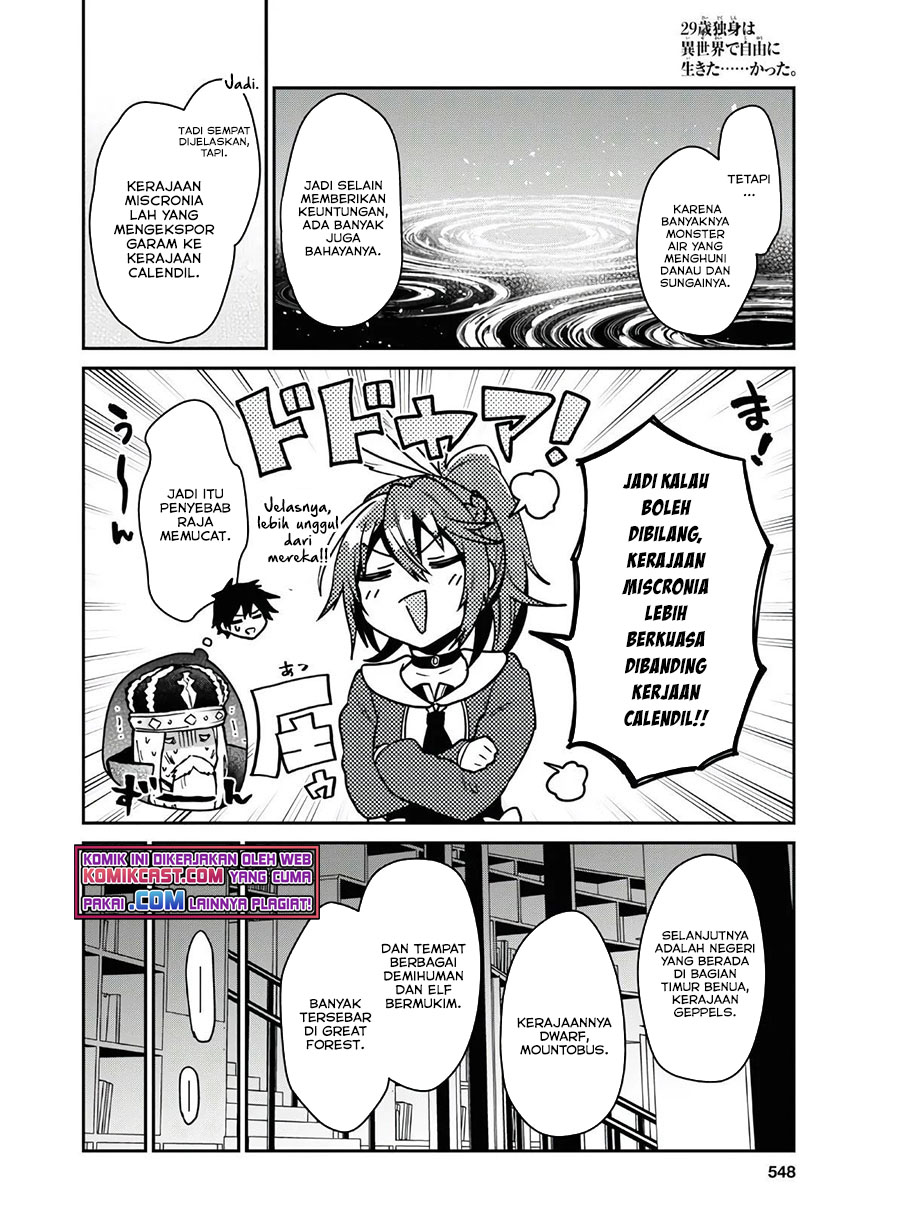 29歳独身は
異世界で自由に
生きた……かった。
TETAPI
...
KARENA
BANYAKNYA
MONSTER
AIR YANG
MENGHUNI
DANAU DAN
SUNGAINYA.
JADI SELAIN
MEMBERIKAN
KEUNTUNGAN,
ADA BANYAK
JUGA
BAHAYANYA.
Jadi.
TADI SEMPAT
DIJELASKAN,
TAPI.
KERAJAAN
MISCRONIA
LAH YANG
MENGEKSPOR
GARAM KE
KERAJAAN
CALENDIL.
ま!
JADI KALAU
BOLEH
DIBILANG,
KERAJAAN
MISCRONIA
LEBIH
BERKUASA
DIBANDING
KERJAAN
CALENDIL!!
ドドャァ!
Jelasnya,
lebih unggul
dari
mereka!!
JADI ITU
PENYEBAB
RAJA
MEMUCAT.
うーん
ずん
SELANJUTNYA
ADALAH NEGERI
YANG BERADA
DI BAGIAN
TIMUR BENUA,
KERAJAAN
GEPPELS.
KERAJAANNYA
DWARF,
MOUNTOBUS.
DAN TEMPAT
BERBAGAI
DEMIHUMAN
DAN ELF
BERMUKIM.
BANYAK
TERSEBAR
DI GREAT
FOREST.
KOMIK INI DIKERJAKAN OLEH WEB
KOMIKCAST.COM YANG CUMA
PAKAI .COM LAINNYA PLAGIAT!
548